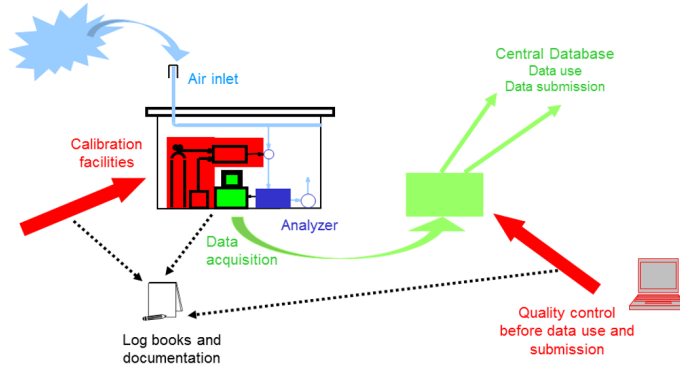 Central Database
Data use
Data submission
Air inlet
Calibration
facilities
Analyzer
Data
acquisition
Quality control
before data use and
submission
Log books and
documentation